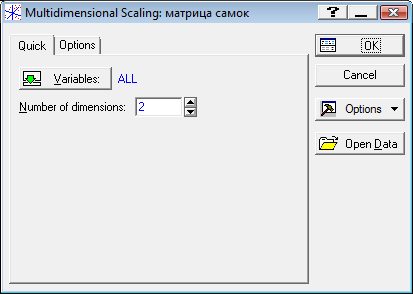 Multidimensional Scaling: матрица самок
Quick Options
OK
Variables: ALL
Cancel
Number of dimensions: 2
Options
Open Data